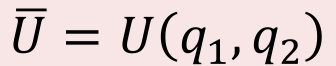 U̅ = U(q₁, q₂)